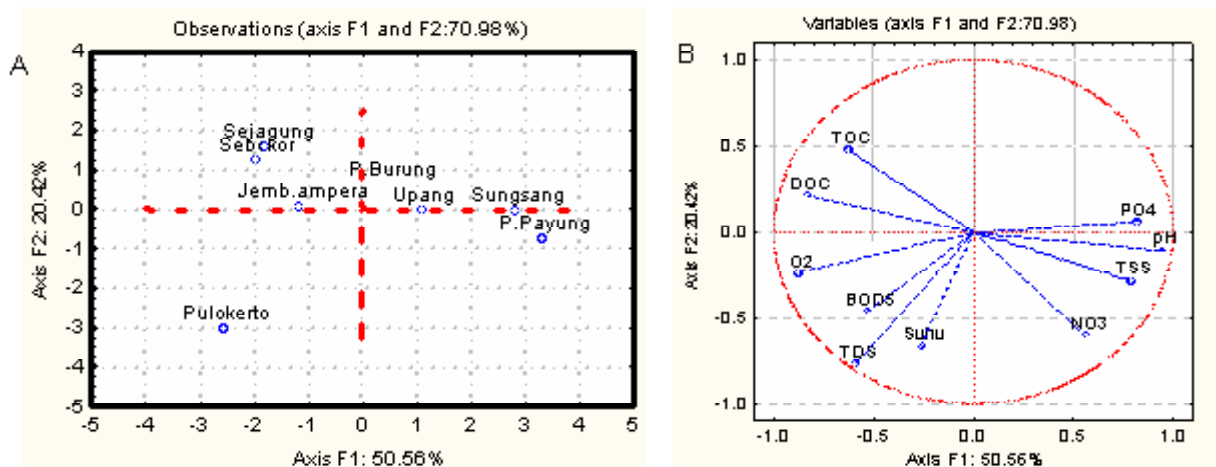 A
Observations (axis F1 and F2:70.98%)
4
3
2
1
0
-1
-2
-3
-4
-5
Axis F2: 20.42%
Sejagung
Sebokor
P.Burung
Jemb.ampera
Upang
Sungsang
P.Payung
Pulokerto
-5 -4 -3 -2 -1 0 1 2 3 4 5
Axis F1: 50.56%
B
Variables (axis F1 and F2:70.98)
1.0
0.5
0.0
-0.5
-1.0
Axis F2: 20.42%
TOC
DOC
PO4
pH
O2
TSS
BOD5
NO3
Suhu
TDS
-1.0 -0.5 0.0 0.5 1.0
Axis F1: 50.56%